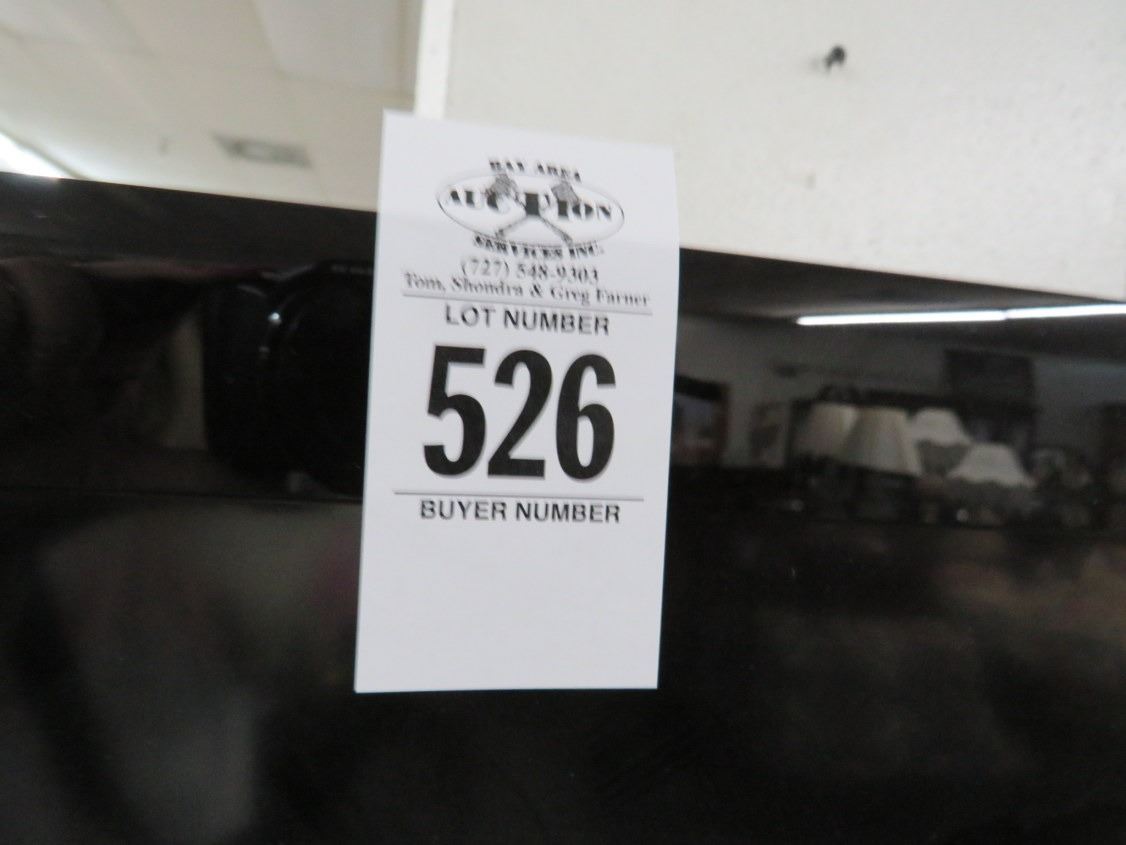 BAY AREA
AUCTION
SERVICES INC.
(727) 548-9303
Tom, Shondra & Greg Farner
LOT NUMBER
526
BUYER NUMBER